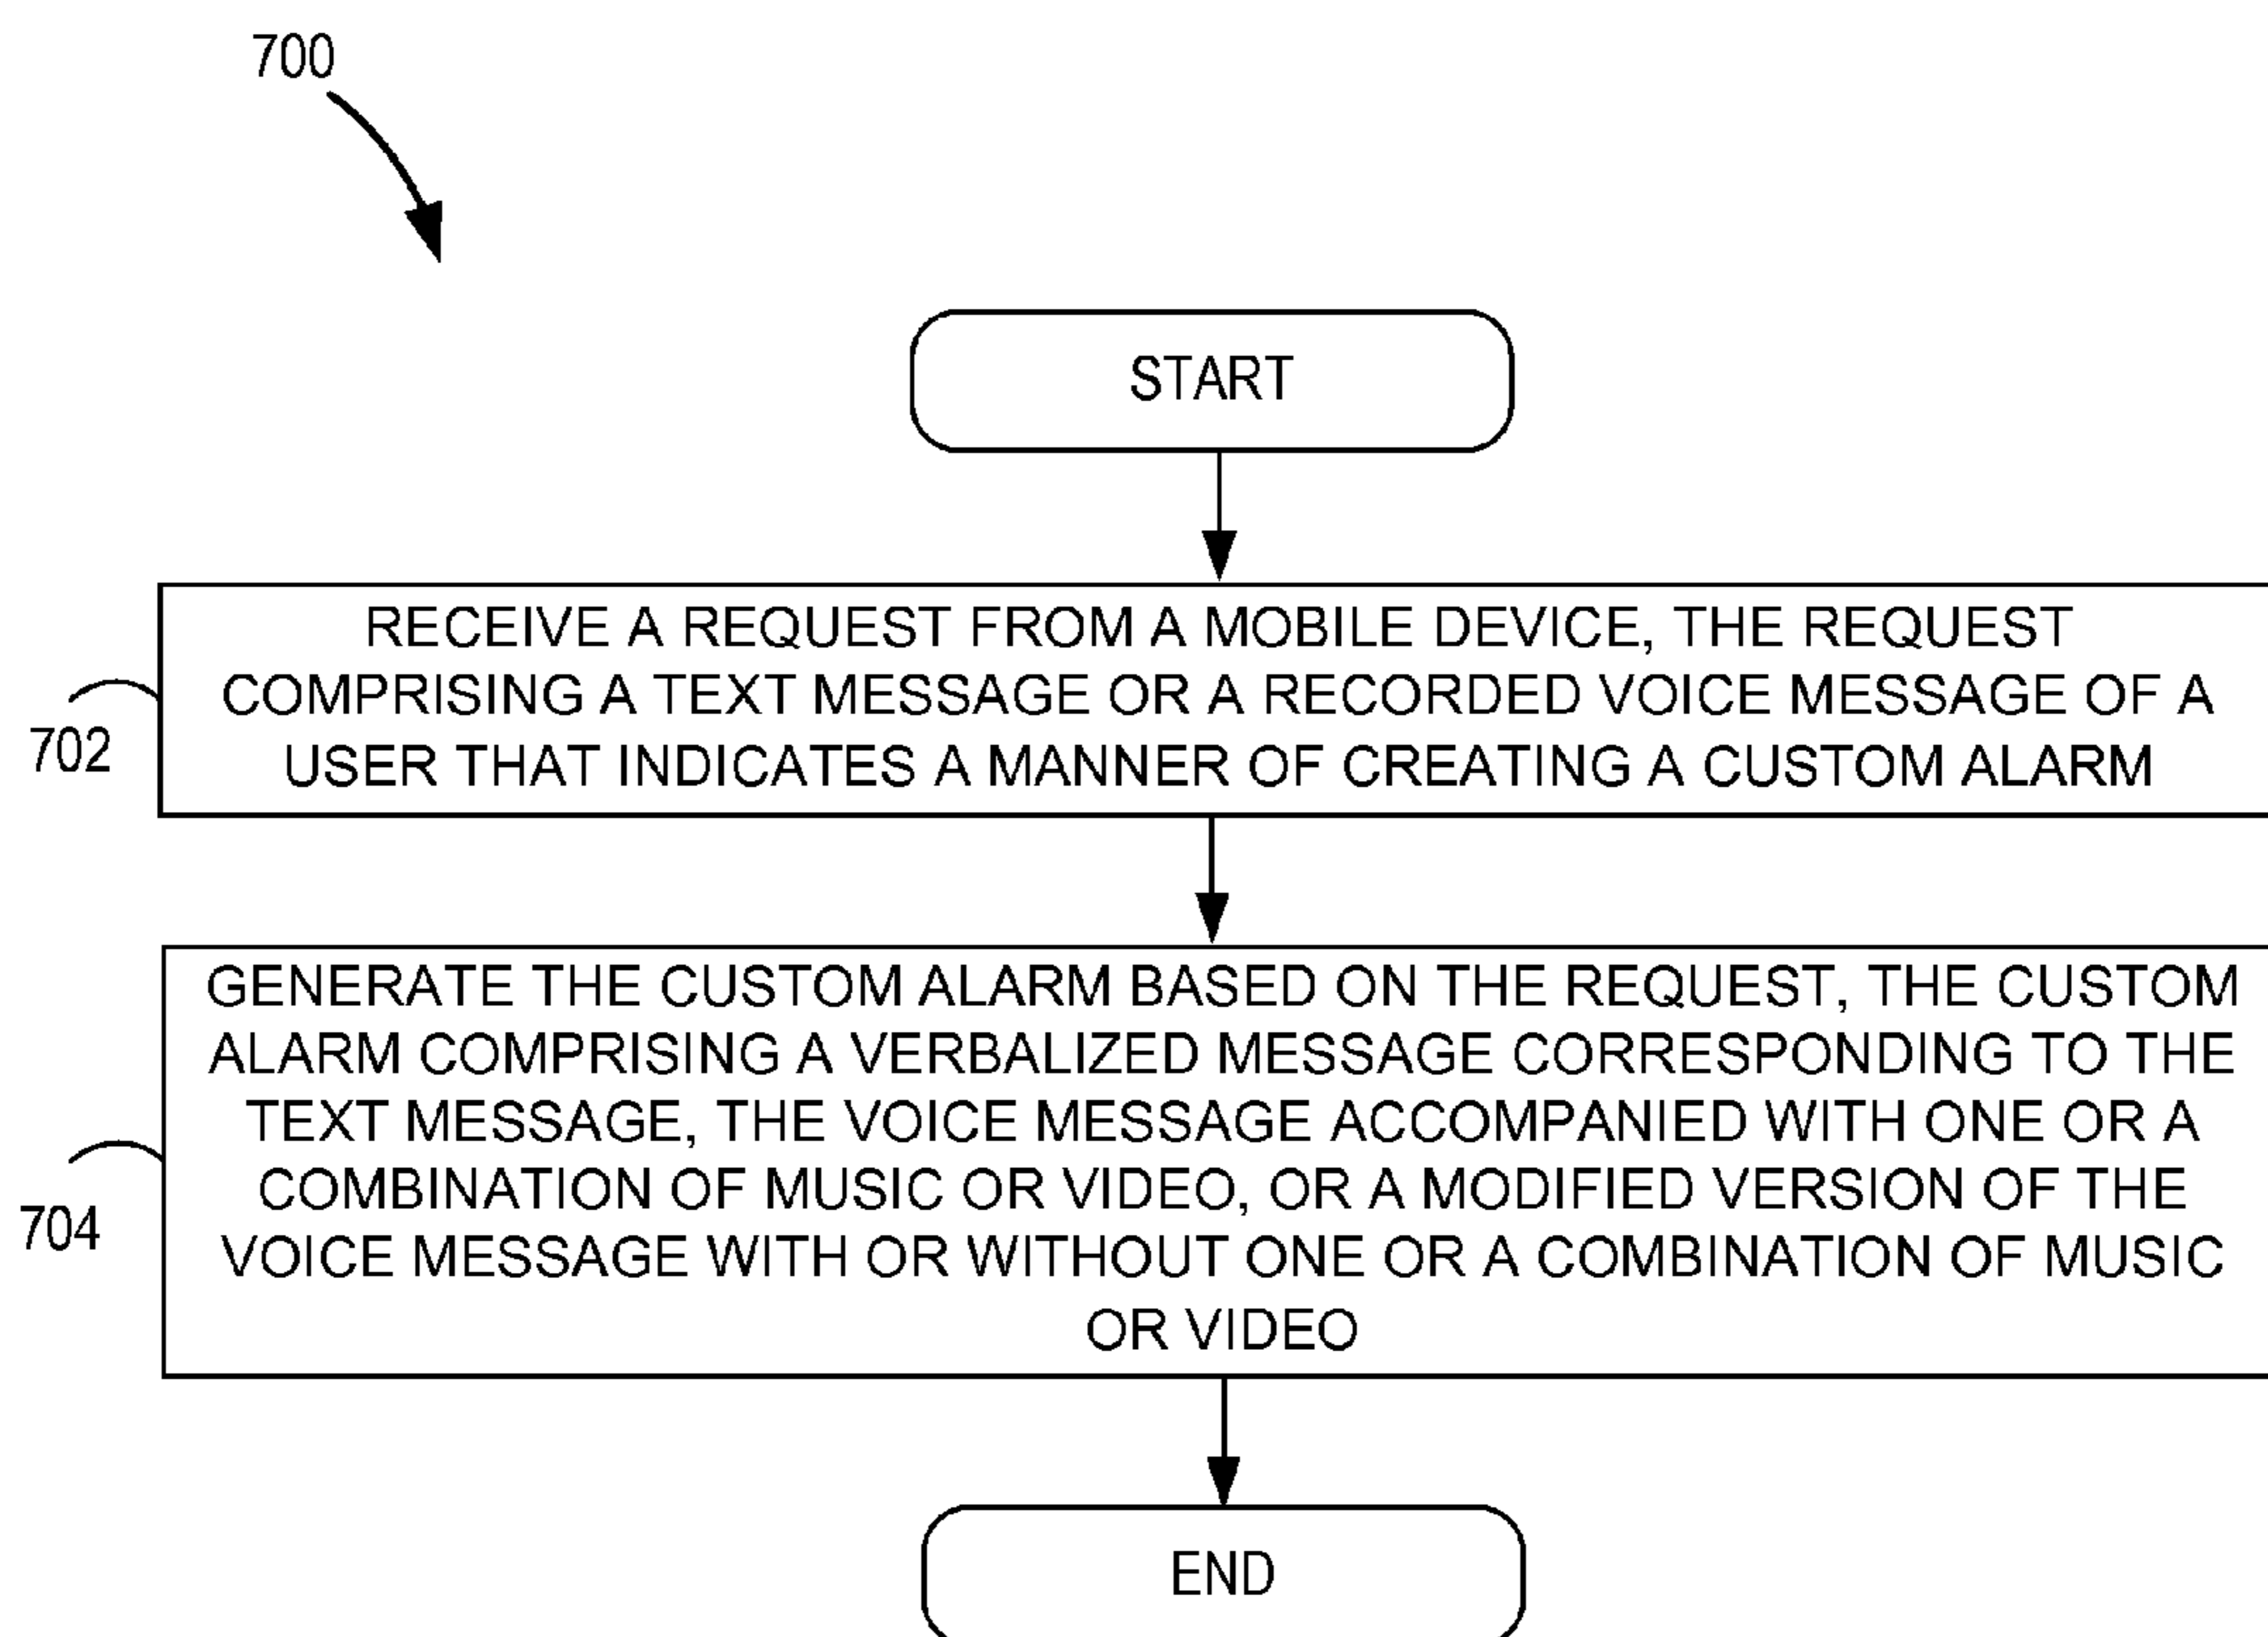 700
START
RECEIVE A REQUEST FROM A MOBILE DEVICE, THE REQUEST
COMPRISING A TEXT MESSAGE OR A RECORDED VOICE MESSAGE OF A
USER THAT INDICATES A MANNER OF CREATING A CUSTOM ALARM
702
GENERATE THE CUSTOM ALARM BASED ON THE REQUEST, THE CUSTOM
ALARM COMPRISING A VERBALIZED MESSAGE CORRESPONDING TO THE
TEXT MESSAGE, THE VOICE MESSAGE ACCOMPANIED WITH ONE OR A
COMBINATION OF MUSIC OR VIDEO, OR A MODIFIED VERSION OF THE
VOICE MESSAGE WITH OR WITHOUT ONE OR A COMBINATION OF MUSIC
OR VIDEO
704
END